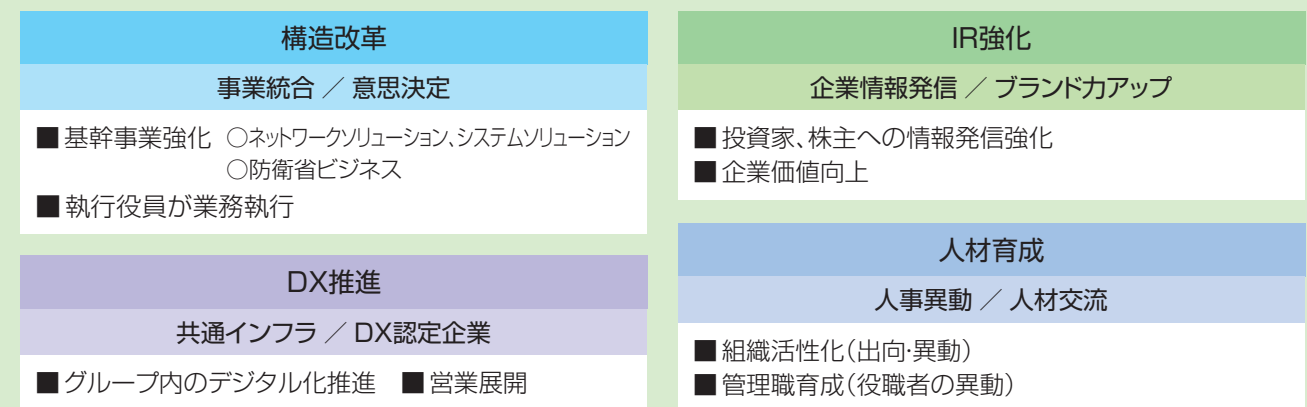 構造改革
事業統合 ／ 意思決定
■基幹事業強化 ○ネットワークソリューション、システムソリューション
○防衛省ビジネス
■執行役員が業務執行
DX推進
共通インフラ ／ DX認定企業
■グループ内のデジタル化推進 ■営業展開
IR強化
企業情報発信 ／ ブランド力アップ
■投資家、株主への情報発信強化
■企業価値向上
人材育成
人事異動 ／ 人材交流
■組織活性化（出向・異動）
■管理職育成（役職者の異動）